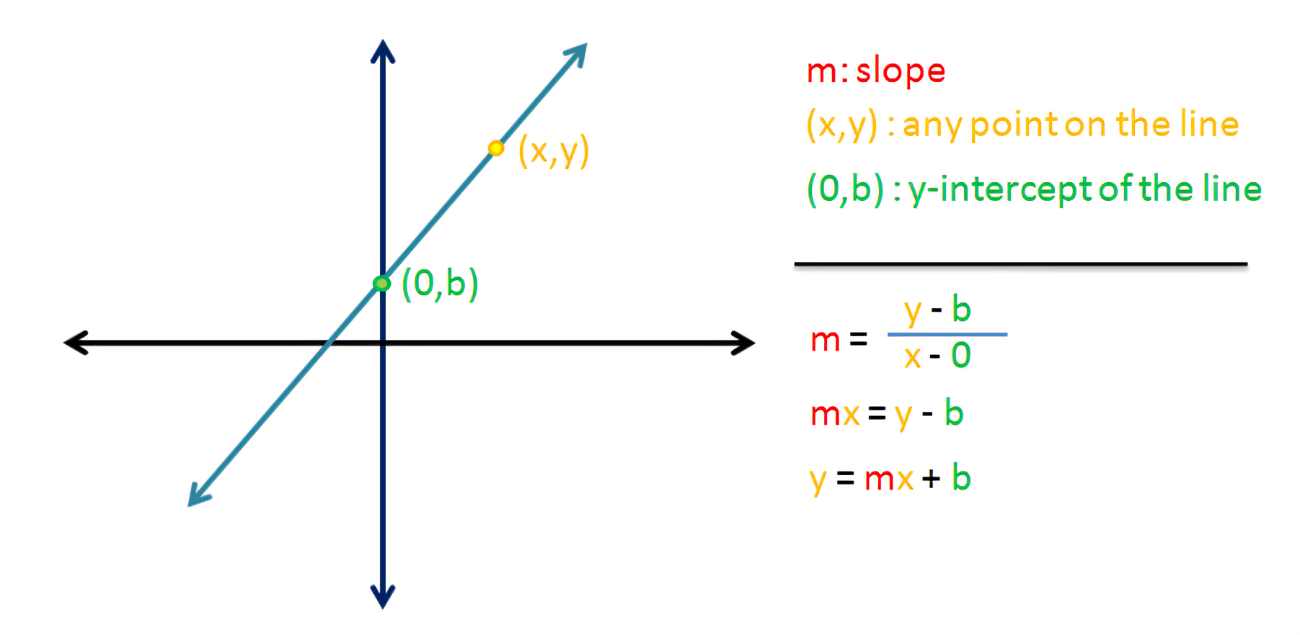 m: slope
(x,y) : any point on the line
(x,y)
(0,b) : y-intercept of the line
(0,b)
y - b
m =
x - 0
mx = y - b
y = mx + b